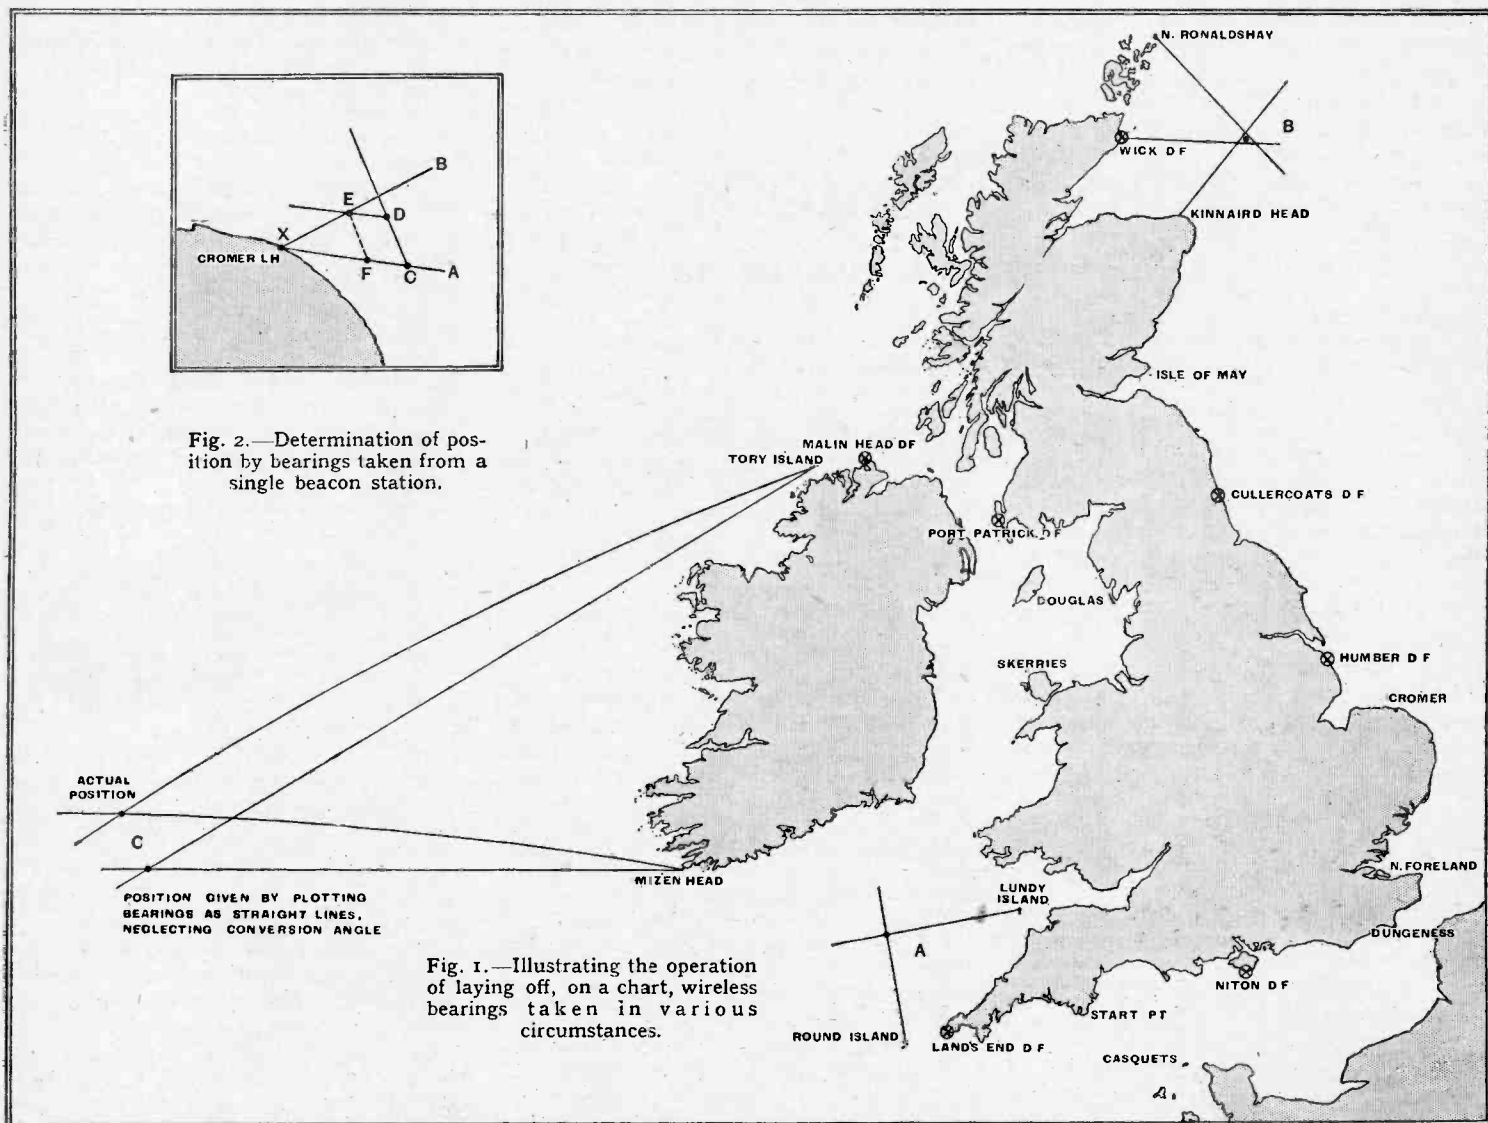 N. RONALDSHAY
B
WICK D F
KINNAIRD HEAD
B
E
D
X
CROMER LH
F
C
A
Fig. 2.—Determination of pos-
ition by bearings taken from a
single beacon station.
ISLE OF MAY
MALIN HEAD DF
TORY ISLAND
CULLERCOATS D F
PORT PATRICK. DF
DOUGLAS
SKERRIES
HUMBER D F
CROMER
ACTUAL
POSITION
C
MIZEN HEAD
POSITION GIVEN BY PLOTTING
BEARINGS AS STRAIGHT LINES,
NEGLECTING CONVERSION ANGLE
N. FORELAND
LUNDY
ISLAND
A
DUNGENESS
Fig. 1.—Illustrating the operation
of laying off, on a chart, wireless
bearings taken in various
circumstances.
NITON D F
START PT
ROUND ISLAND
LANDS END D F
CASQUETS